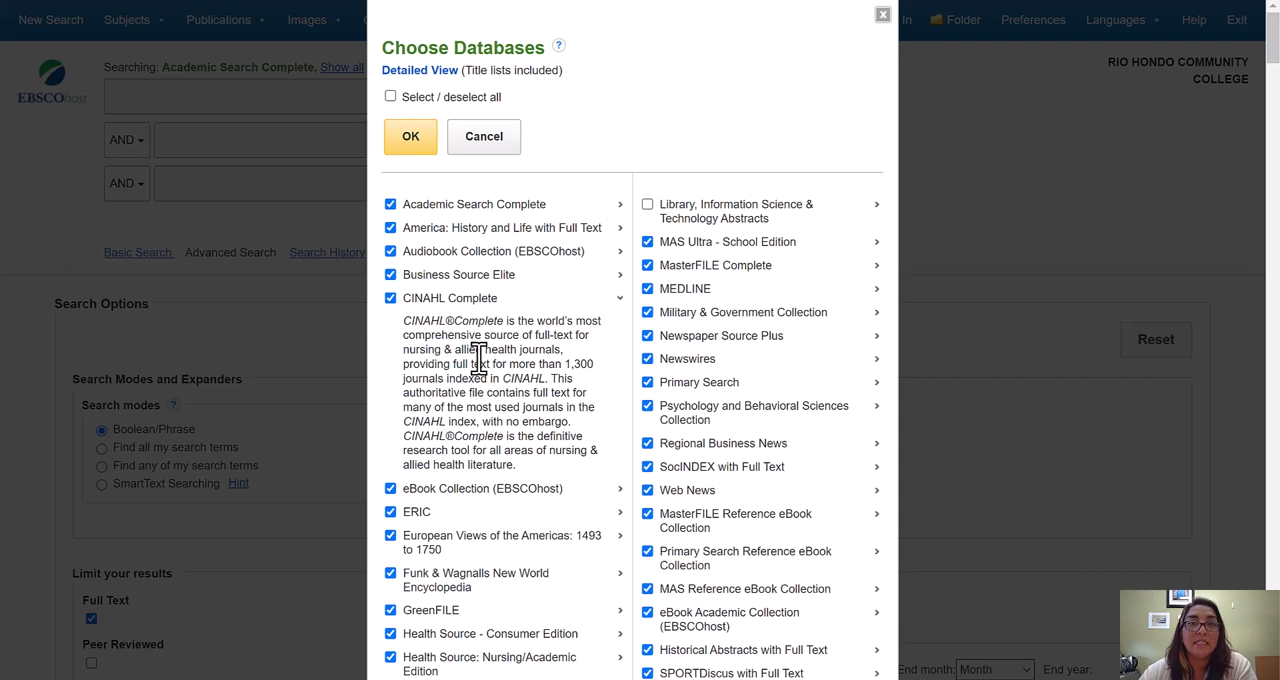 New Search Subjects Publications Images In Folder Preferences Languages Help Exit
EBSCOhost
Searching: Academic Search Complete, Show all
RIO HONDO COMMUNITY
COLLEGE
AND
AND
Basic Search Advanced Search Search History
Search Options
Reset
Search Modes and Expanders
Search modes ?
Boolean/Phrase
Find all my search terms
Find any of my search terms
SmartText Searching Hint
Limit your results
Full Text
Peer Reviewed
End month: Month End year:
Choose Databases ?
Detailed View (Title lists included)
Select / deselect all
OK Cancel
Academic Search Complete
America: History and Life with Full Text
Audiobook Collection (EBSCOhost)
Business Source Elite
CINAHL Complete
CINAHL®Complete is the world's most
comprehensive source of full-text for
nursing & allied health journals,
providing full text for more than 1,300
journals indexed in CINAHL. This
authoritative file contains full text for
many of the most used journals in the
CINAHL index, with no embargo.
CINAHL®Complete is the definitive
research tool for all areas of nursing &
allied health literature.
eBook Collection (EBSCOhost)
ERIC
European Views of the Americas: 1493
to 1750
Funk & Wagnalls New World
Encyclopedia
GreenFILE
Health Source - Consumer Edition
Health Source: Nursing/Academic
Edition
Library, Information Science &
Technology Abstracts
MAS Ultra - School Edition
MasterFILE Complete
MEDLINE
Military & Government Collection
Newspaper Source Plus
Newswires
Primary Search
Psychology and Behavioral Sciences
Collection
Regional Business News
SocINDEX with Full Text
Web News
MasterFILE Reference eBook
Collection
Primary Search Reference eBook
Collection
MAS Reference eBook Collection
eBook Academic Collection
(EBSCOhost)
Historical Abstracts with Full Text
SPORTDiscus with Full Text